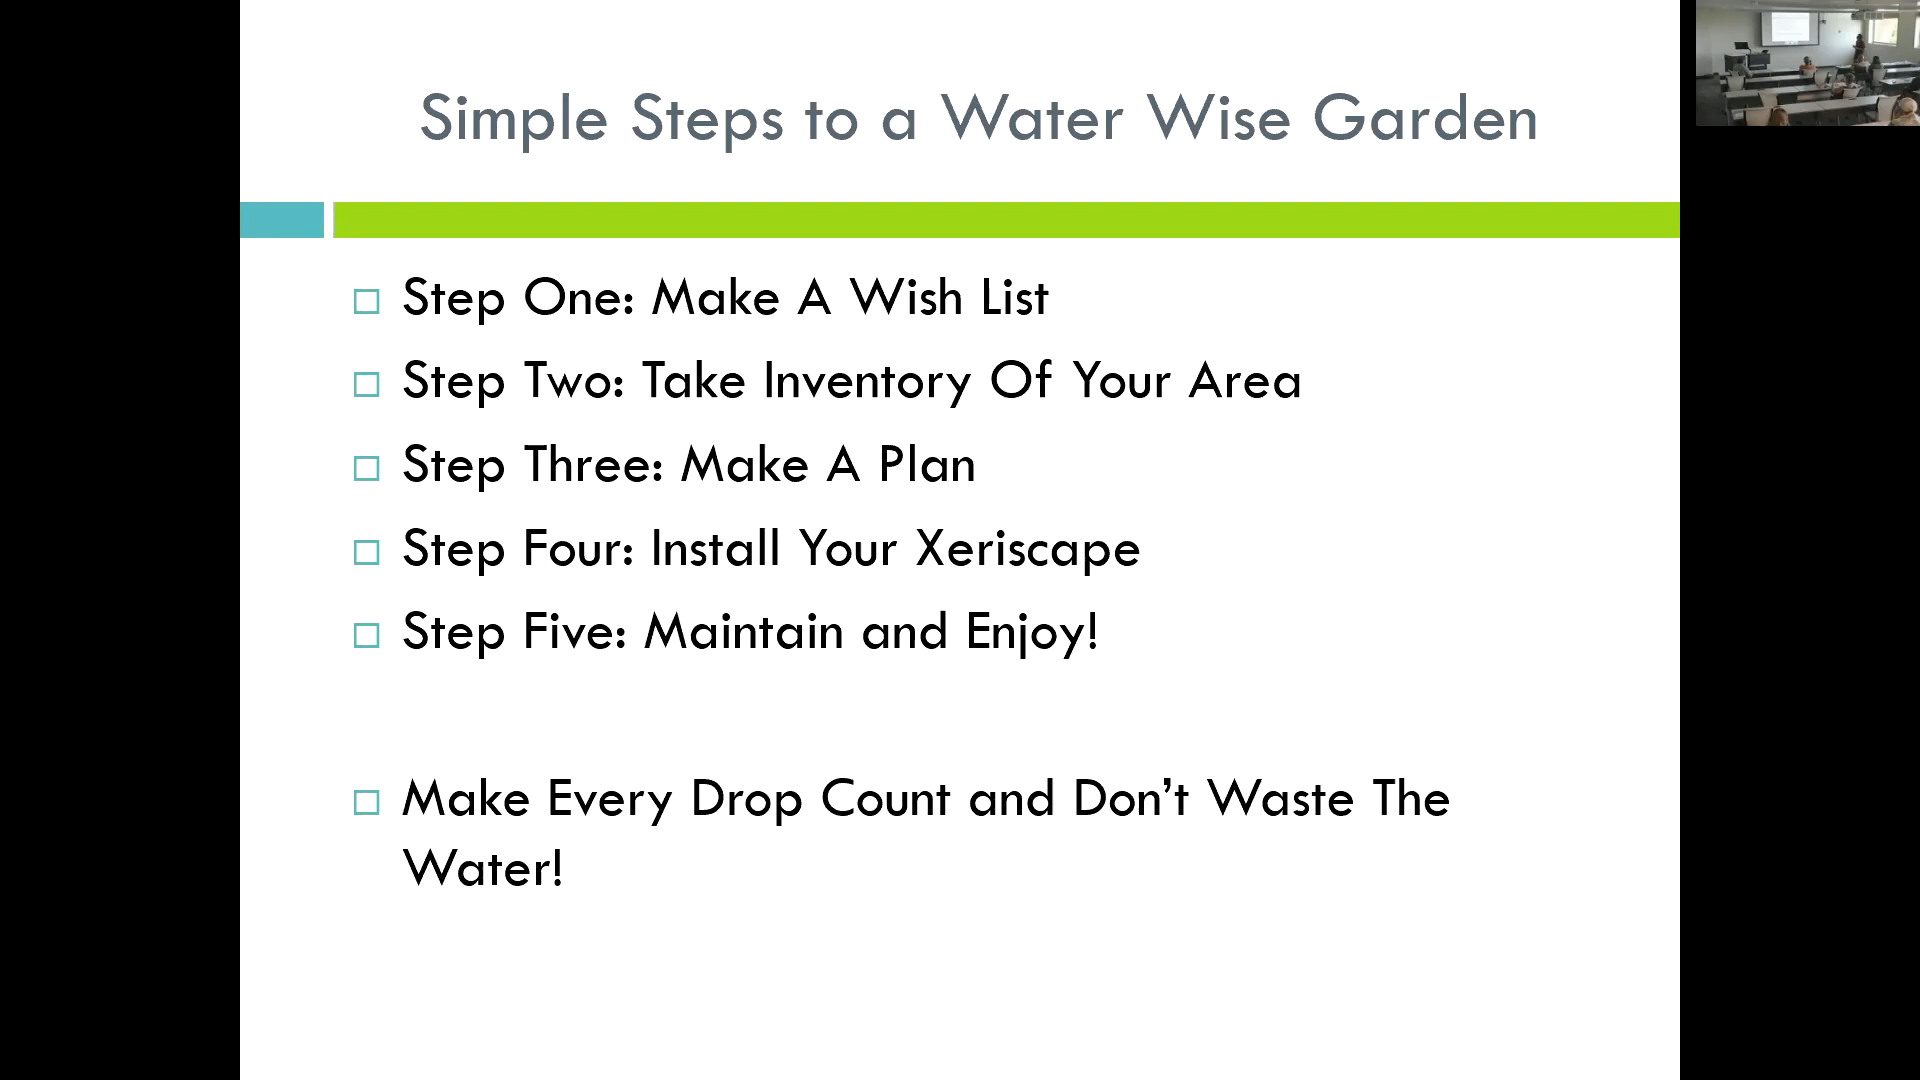 Simple Steps to a Water Wise Garden
Step One: Make A Wish List
Step Two: Take Inventory Of Your Area
Step Three: Make A Plan
Step Four: Install Your Xeriscape
Step Five: Maintain and Enjoy!
Make Every Drop Count and Don’t Waste The
Water!